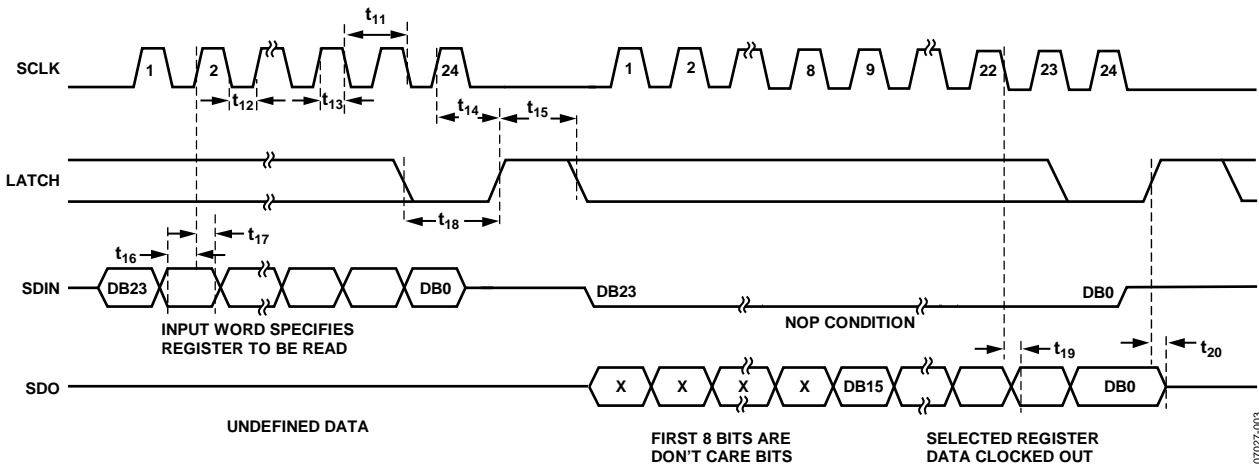 t11
SCLK
1
2
24
1
2
8
9
22
23
24
t12
t13
t14
t15
LATCH
t18
t16
t17
SDIN
DB23
DB0
DB23
DB0
INPUT WORD SPECIFIES
REGISTER TO BE READ
NOP CONDITION
t19
t20
SDO
X
X
X
X
DB15
DB0
UNDEFINED DATA
FIRST 8 BITS ARE
DON'T CARE BITS
SELECTED REGISTER
DATA CLOCKED OUT
07027-003